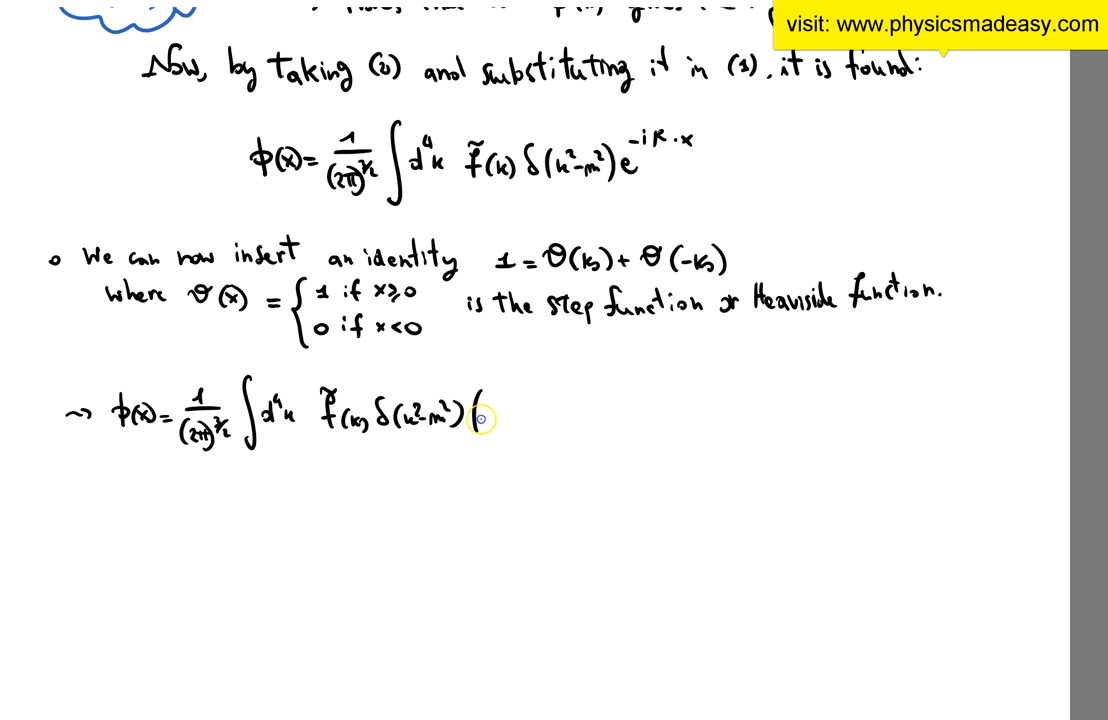 visit: www.physicsmadeasy.com
Now, by taking (2) and substituting it in (1), it is found:
ϕ(x) = 1/(2π)^{3/2} ∫ d⁴k f̃(k) δ(k²-m²) e^{-ik·x}
• We can now insert an identity 1 = θ(k₀) + θ(-k₀)
where θ(x) = { 1 if x≥0 is the step function or Heaviside function.
0 if x<0
⇝ ϕ(x) = 1/(2π)^{3/2} ∫ d⁴k f̃(k) δ(k²-m²) (